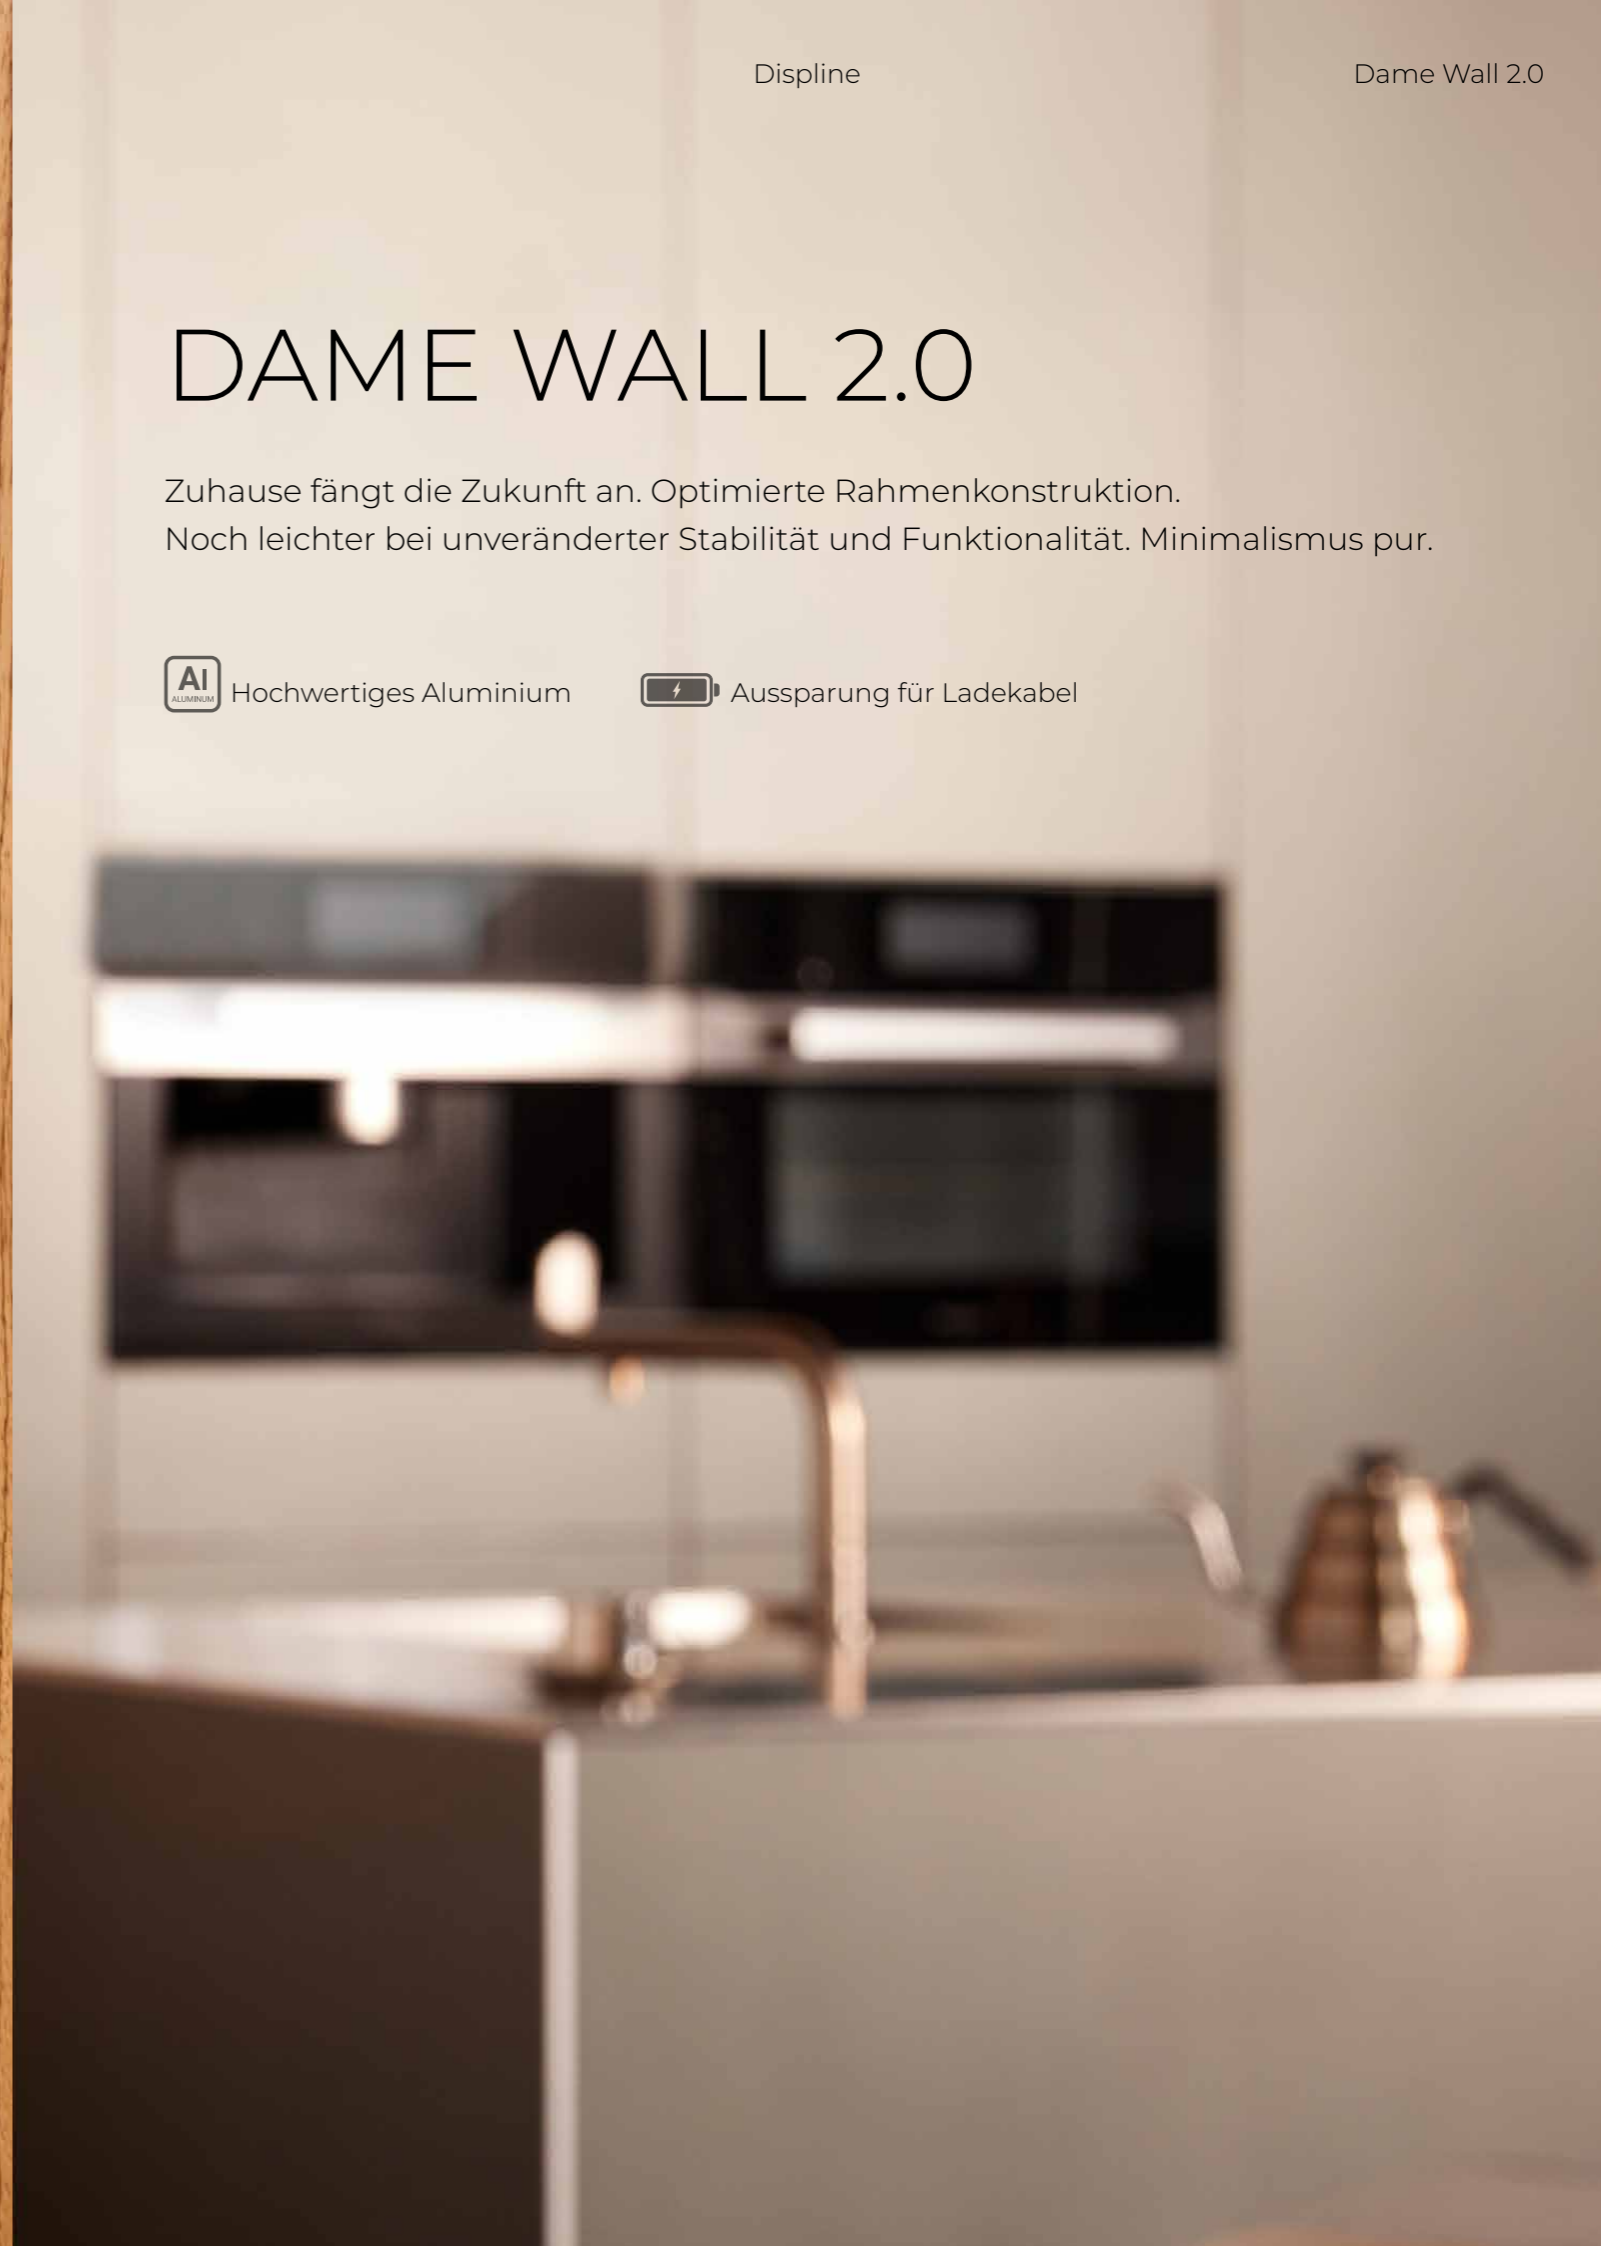 Displine
Dame Wall 2.0
DAME WALL 2.0
Zuhause fängt die Zukunft an. Optimierte Rahmenkonstruktion.
Noch leichter bei unveränderter Stabilität und Funktionalität. Minimalismus pur.
Al
ALUMINUM
Hochwertiges Aluminium
Aussparung für Ladekabel